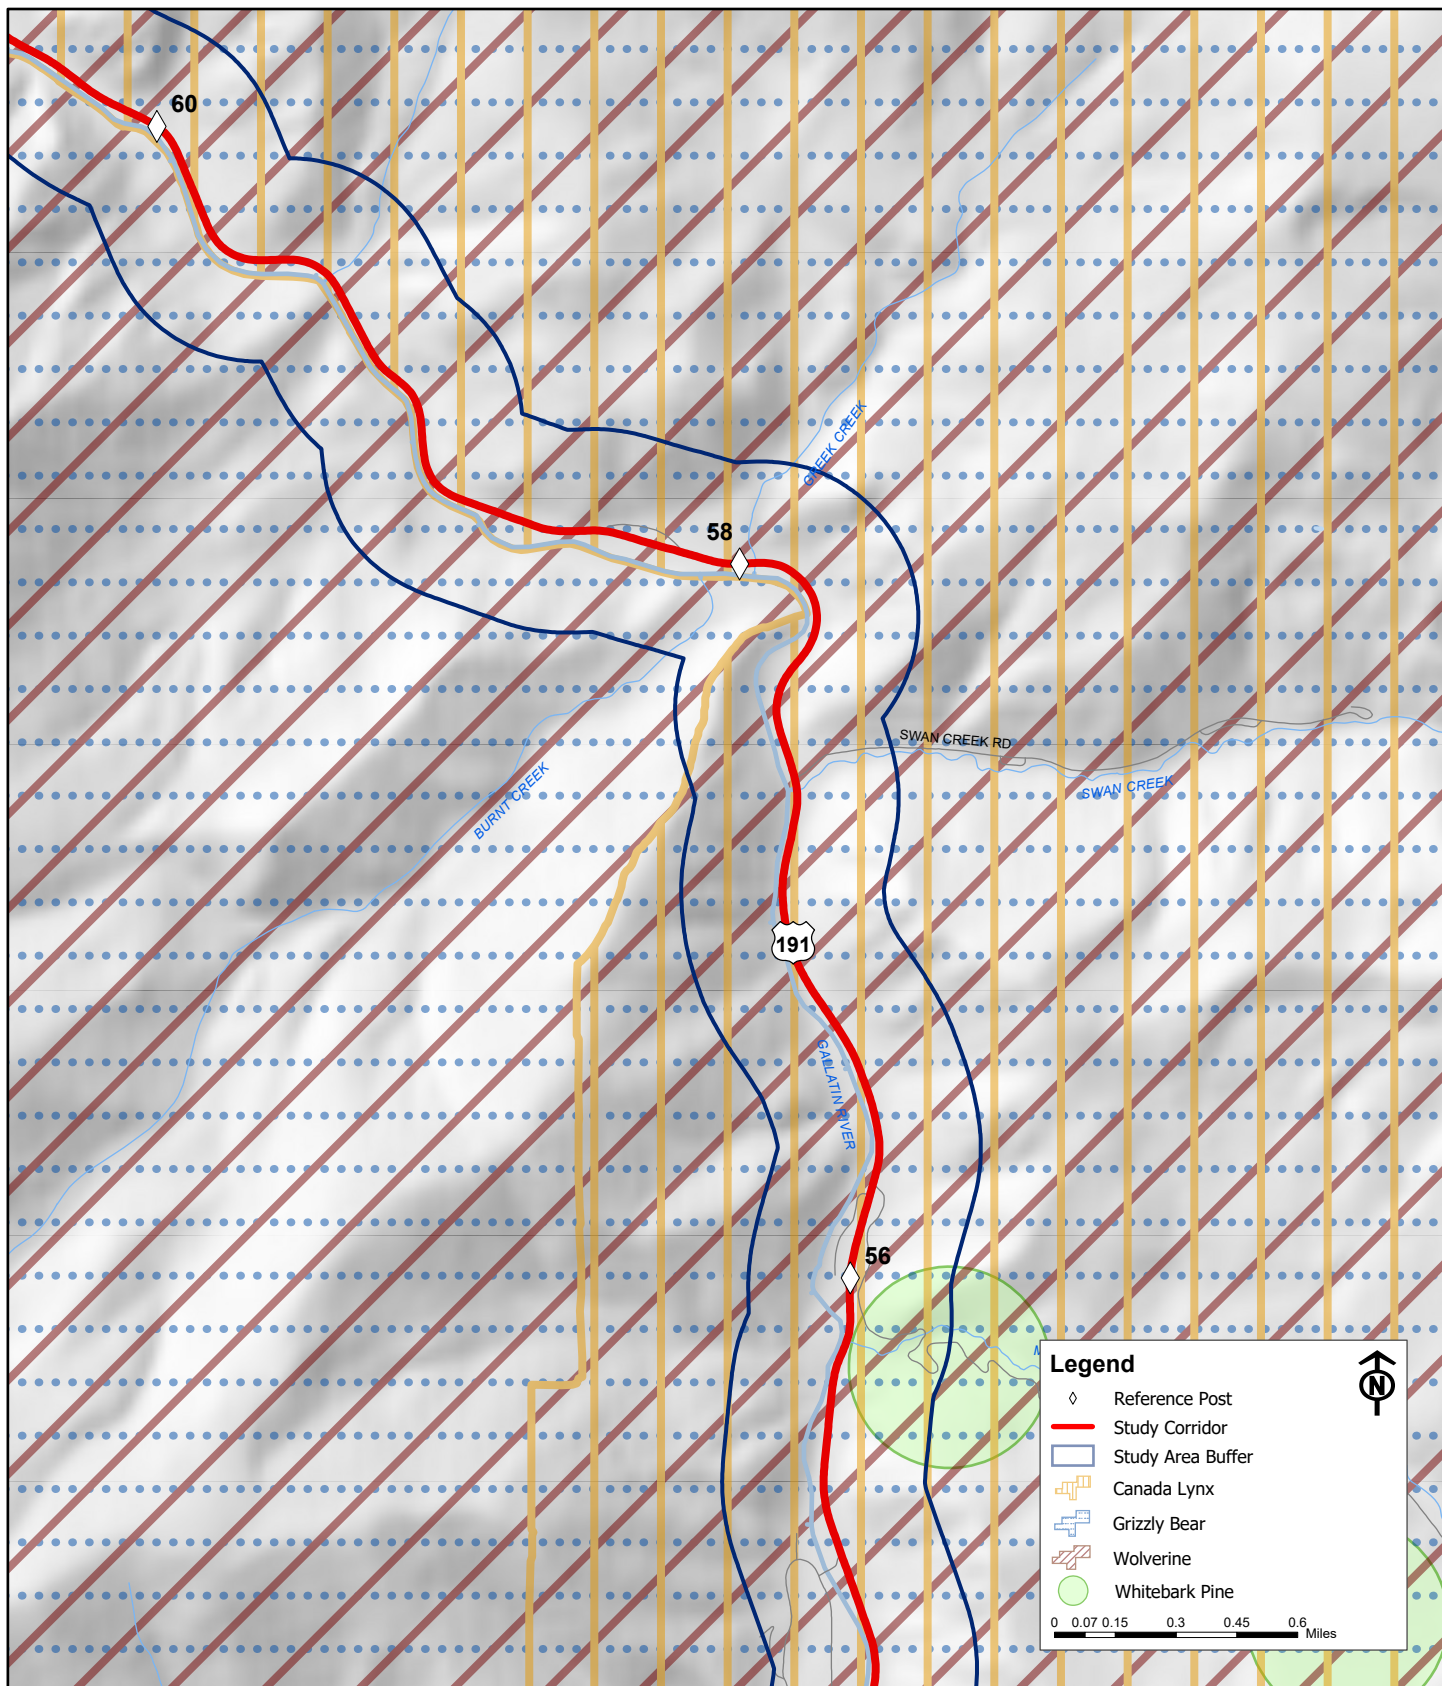 60
58
GREEK CREEK
SWAN CREEK RD
SWAN CREEK
BURNT CREEK
191
GALLATIN RIVER
56
M
Legend
N
Reference Post
Study Corridor
Study Area Buffer
Canada Lynx
Grizzly Bear
Wolverine
Whitebark Pine
0 0.07 0.15 0.3 0.45 0.6
Miles